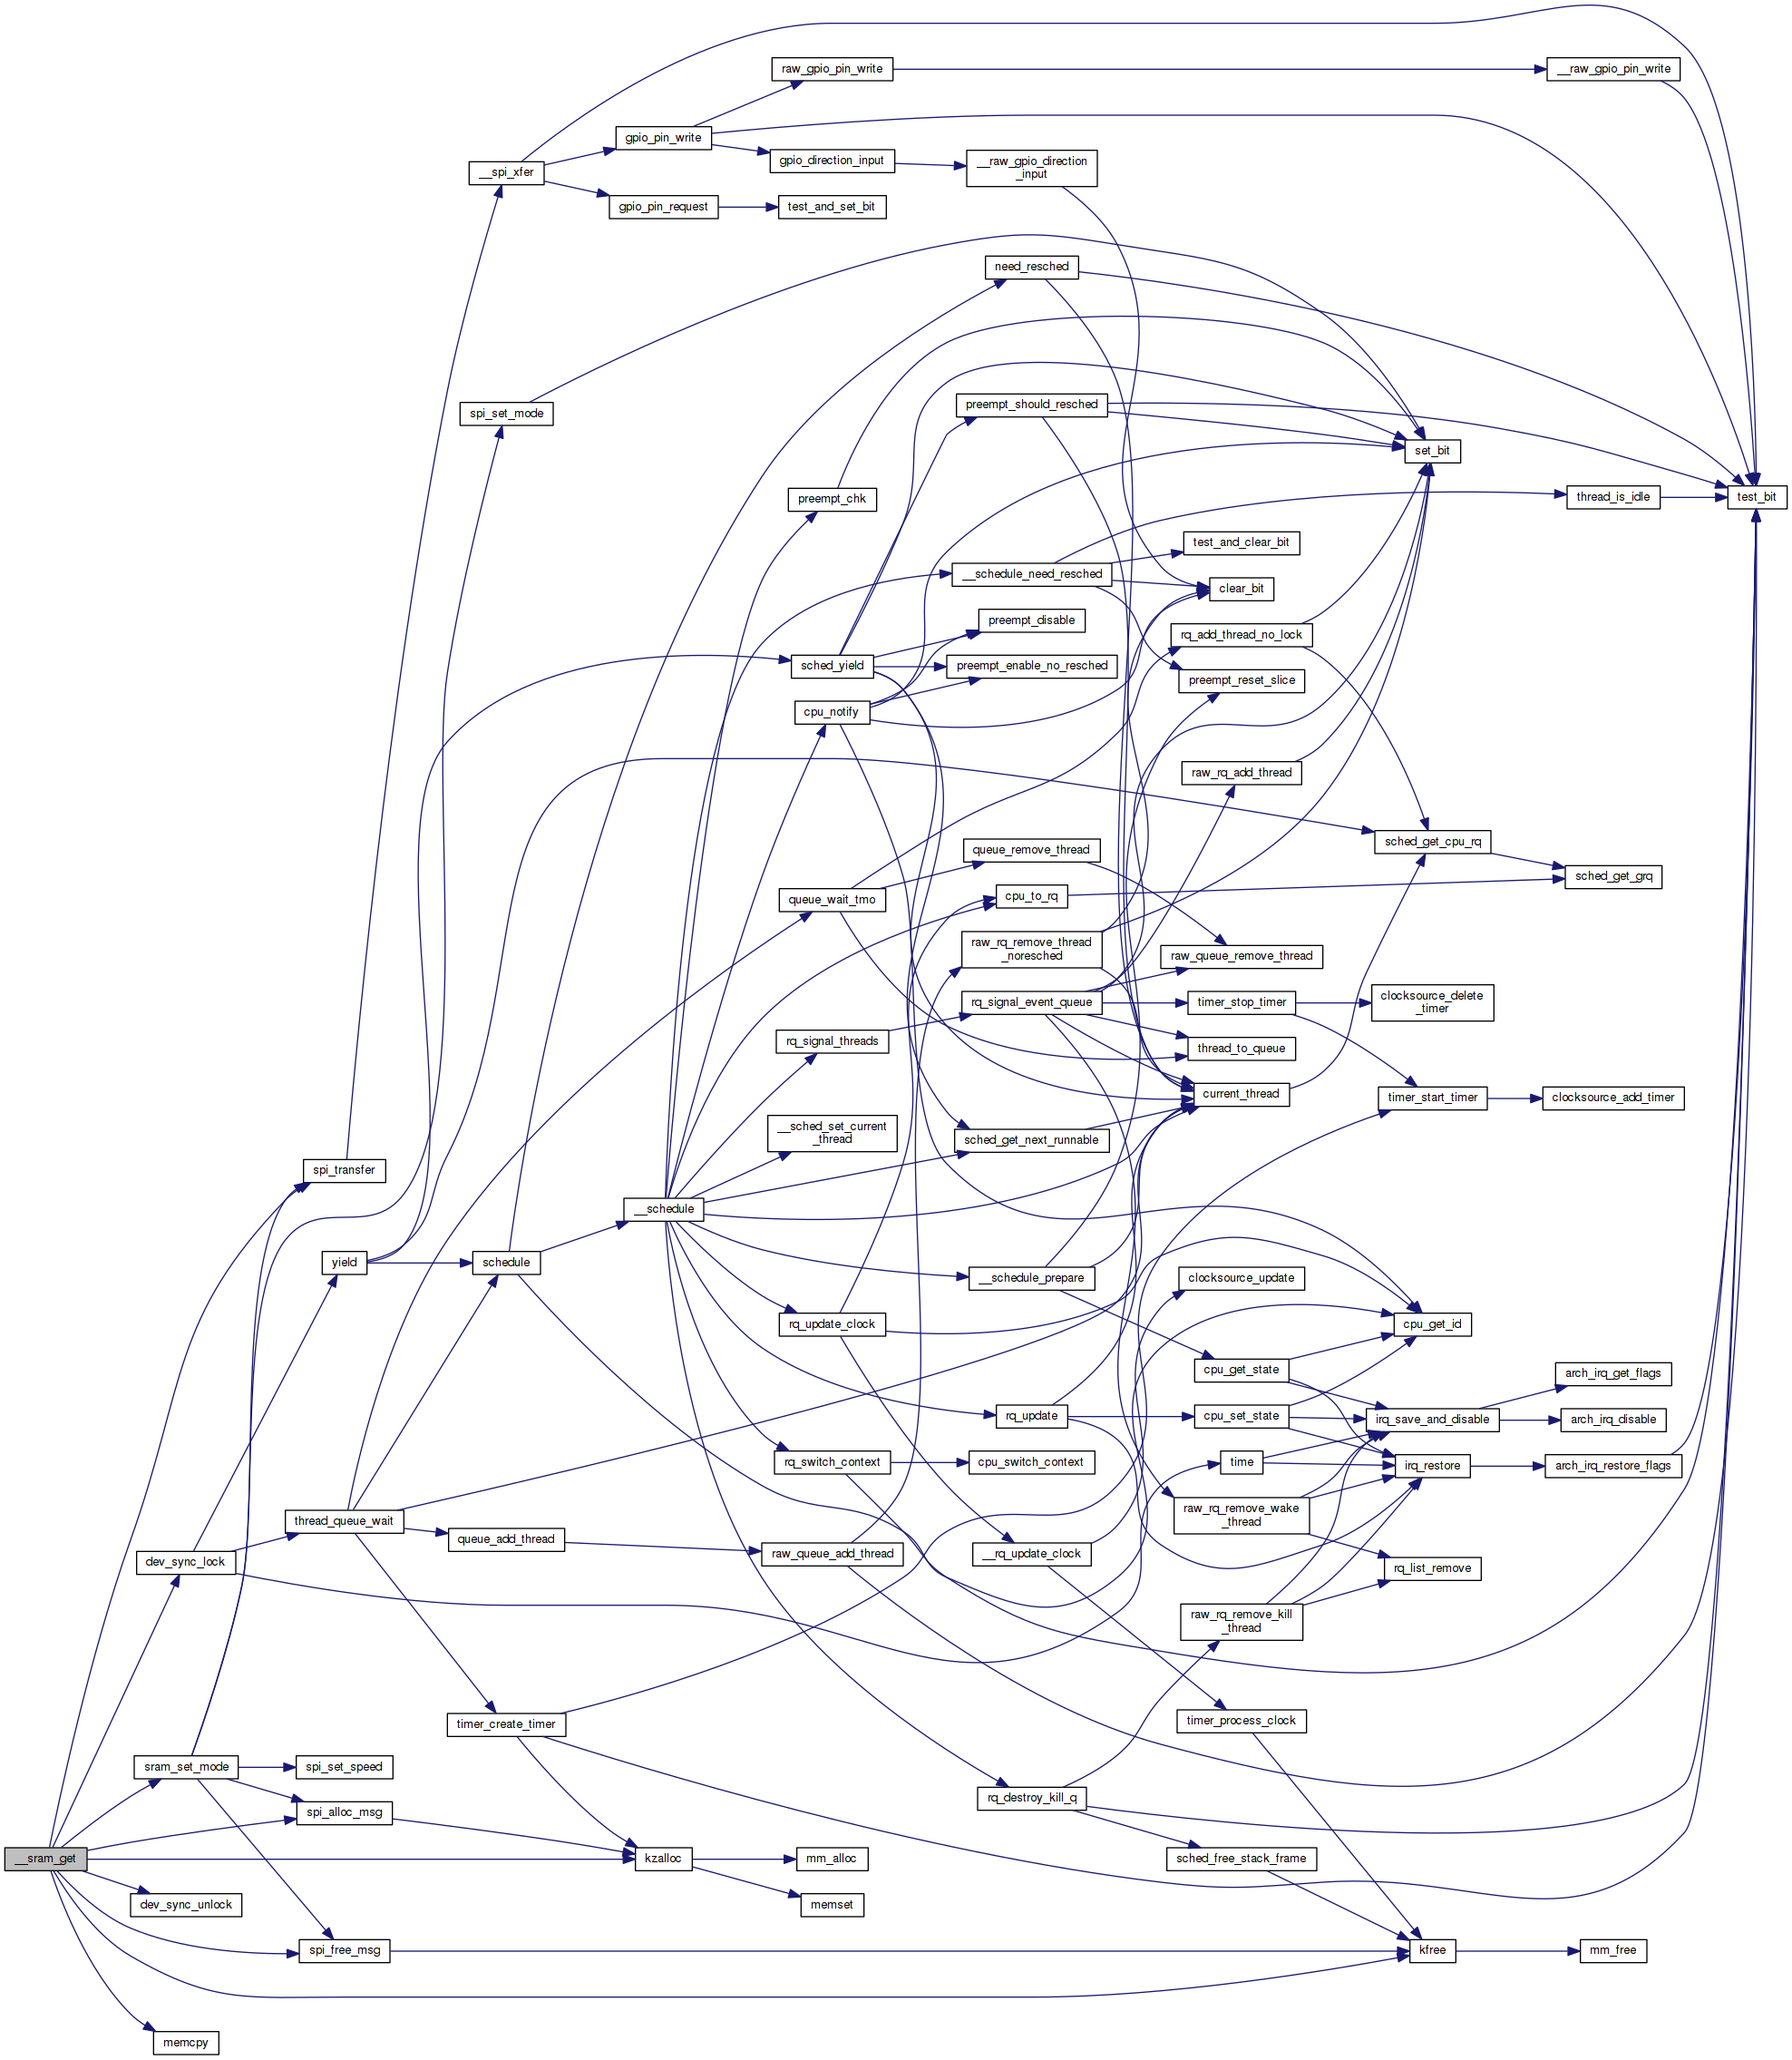 raw_gpio_pin_write
__raw_gpio_pin_write
gpio_pin_write
gpio_direction_input
__raw_gpio_direction
_input
__spi_xfer
gpio_pin_request
test_and_set_bit
need_resched
spi_set_mode
preempt_should_resched
set_bit
preempt_chk
thread_is_idle
test_bit
test_and_clear_bit
__schedule_need_resched
clear_bit
preempt_disable
rq_add_thread_no_lock
sched_yield
preempt_enable_no_resched
preempt_reset_slice
cpu_notify
raw_rq_add_thread
queue_remove_thread
sched_get_cpu_rq
sched_get_grq
queue_wait_tmo
cpu_to_rq
raw_rq_remove_thread
_noresched
raw_queue_remove_thread
rq_signal_event_queue
timer_stop_timer
clocksource_delete
_timer
rq_signal_threads
thread_to_queue
current_thread
timer_start_timer
clocksource_add_timer
__sched_set_current
_thread
sched_get_next_runnable
spi_transfer
__schedule
yield
schedule
__schedule_prepare
clocksource_update
rq_update_clock
cpu_get_id
cpu_get_state
arch_irq_get_flags
rq_update
cpu_set_state
irq_save_and_disable
arch_irq_disable
rq_switch_context
cpu_switch_context
time
irq_restore
arch_irq_restore_flags
raw_rq_remove_wake
_thread
thread_queue_wait
queue_add_thread
raw_queue_add_thread
__rq_update_clock
dev_sync_lock
rq_list_remove
raw_rq_remove_kill
_thread
timer_create_timer
timer_process_clock
sram_set_mode
spi_set_speed
rq_destroy_kill_q
spi_alloc_msg
__sram_get
kzalloc
mm_alloc
sched_free_stack_frame
dev_sync_unlock
memset
spi_free_msg
kfree
mm_free
memcpy